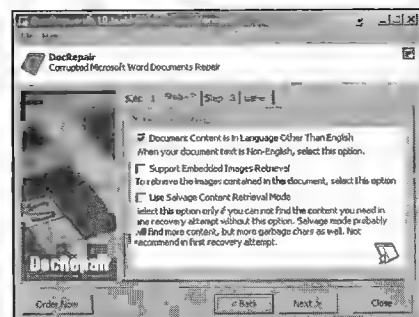 DocRepair
Corrupted Microsoft Word Documents Repair
Step 3
Document Content is in Language Other Than English
When your document text is Non-English, select this option.
Support Embedded Images Retrieval
To retrieve the images contained in the document, select this option
Use Salvage Content Retrieval Mode
select this option only if you can not find the content you need in
one recovery attempt without this option. Salvage mode probably
will find more content, but more garbage chars as well. Not
recommend in first recovery attempt.
DocRepair
Order Now
< Back
Next >
Close